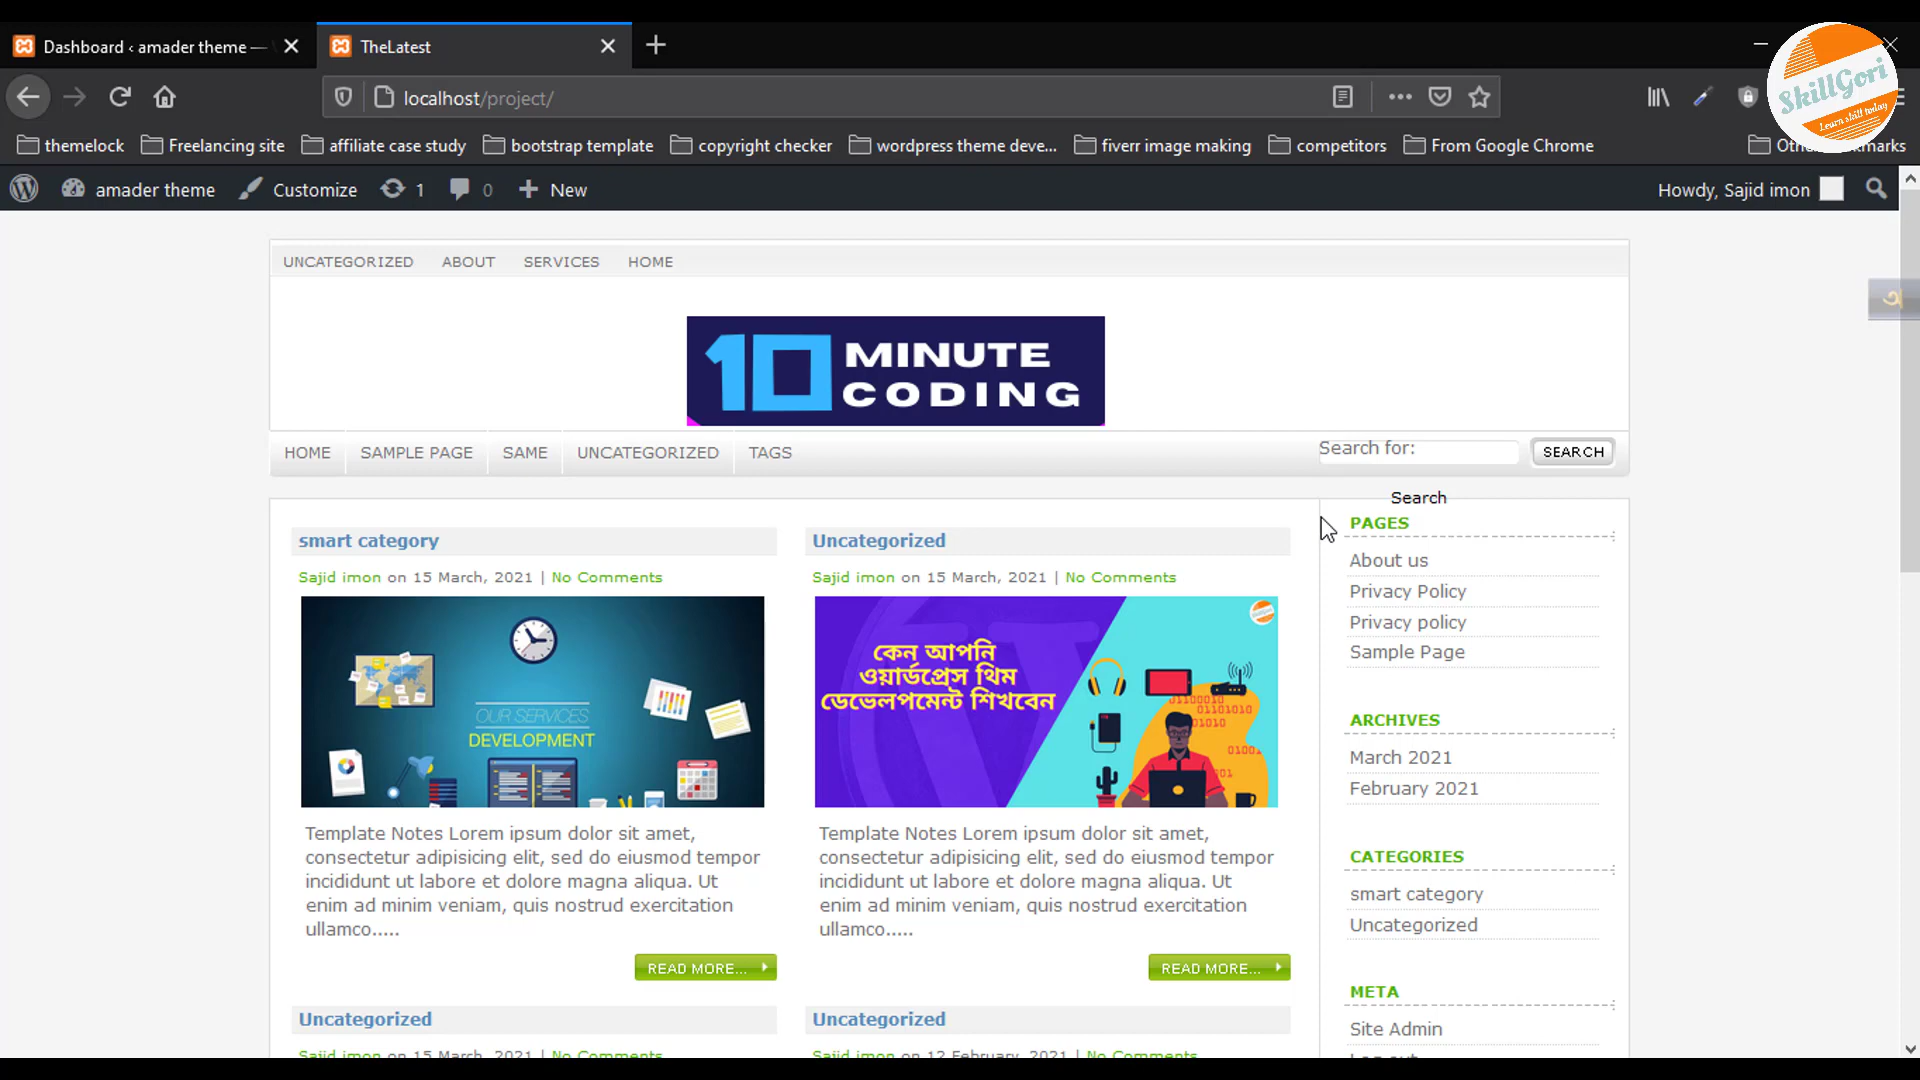 Dashboard ‹ amader theme —
TheLatest
SkillGori
Learn skill today
localhost/project/
themelock
Freelancing site
affiliate case study
bootstrap template
copyright checker
wordpress theme deve...
fiverr image making
competitors
From Google Chrome
amader theme
Customize
1
0
New
Howdy, Sajid imon
UNCATEGORIZED ABOUT SERVICES HOME
অ
10 MINUTE
CODING
HOME SAMPLE PAGE SAME UNCATEGORIZED TAGS
Search for:
SEARCH
Search
smart category
Sajid imon on 15 March, 2021 | No Comments
OUR SERVICES
DEVELOPMENT
Template Notes Lorem ipsum dolor sit amet,
consectetur adipisicing elit, sed do eiusmod tempor
incididunt ut labore et dolore magna aliqua. Ut
enim ad minim veniam, quis nostrud exercitation
ullamco.....
READ MORE...
Uncategorized
Sajid imon on 15 March, 2021 | No Comments
কেন আপনি
ওয়ার্ডপ্রেস থিম
ডেভেলপমেন্ট শিখবেন
Template Notes Lorem ipsum dolor sit amet,
consectetur adipisicing elit, sed do eiusmod tempor
incididunt ut labore et dolore magna aliqua. Ut
enim ad minim veniam, quis nostrud exercitation
ullamco.....
READ MORE...
Uncategorized
Sajid imon on 15 March, 2021 | No Comments
Uncategorized
Sajid imon on 12 February, 2021 | No Comments
PAGES
About us
Privacy Policy
Privacy policy
Sample Page
ARCHIVES
March 2021
February 2021
CATEGORIES
smart category
Uncategorized
META
Site Admin
Log out